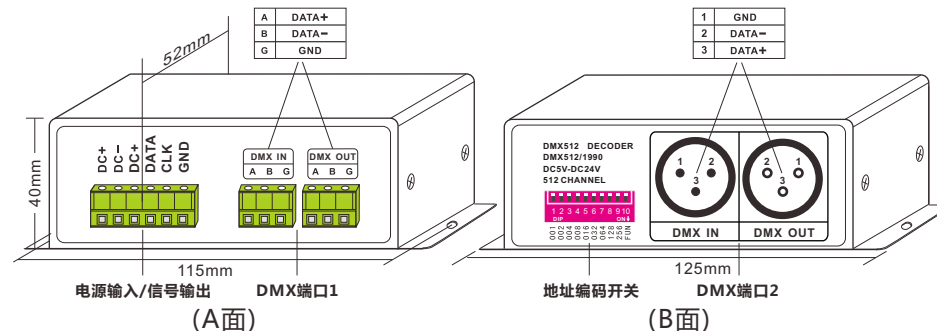 A DATA+
B DATA-
G GND
52mm
40mm
DC+
DC-
DC+
DATA
CLK
GND
DMX IN
A B G
DMX OUT
A B G
115mm
电源输入/信号输出
DMX端口1
(A面)
1 GND
2 DATA-
3 DATA+
DMX512 DECODER
DMX512/1990
DC5V-DC24V
512 CHANNEL
1 2 3 4 5 6 7 8 9 10
DIP ON↓
001
002
004
008
016
032
064
128
256
FUN
1 2
3
DMX IN
2 1
3
DMX OUT
125mm
地址编码开关
DMX端口2
(B面)